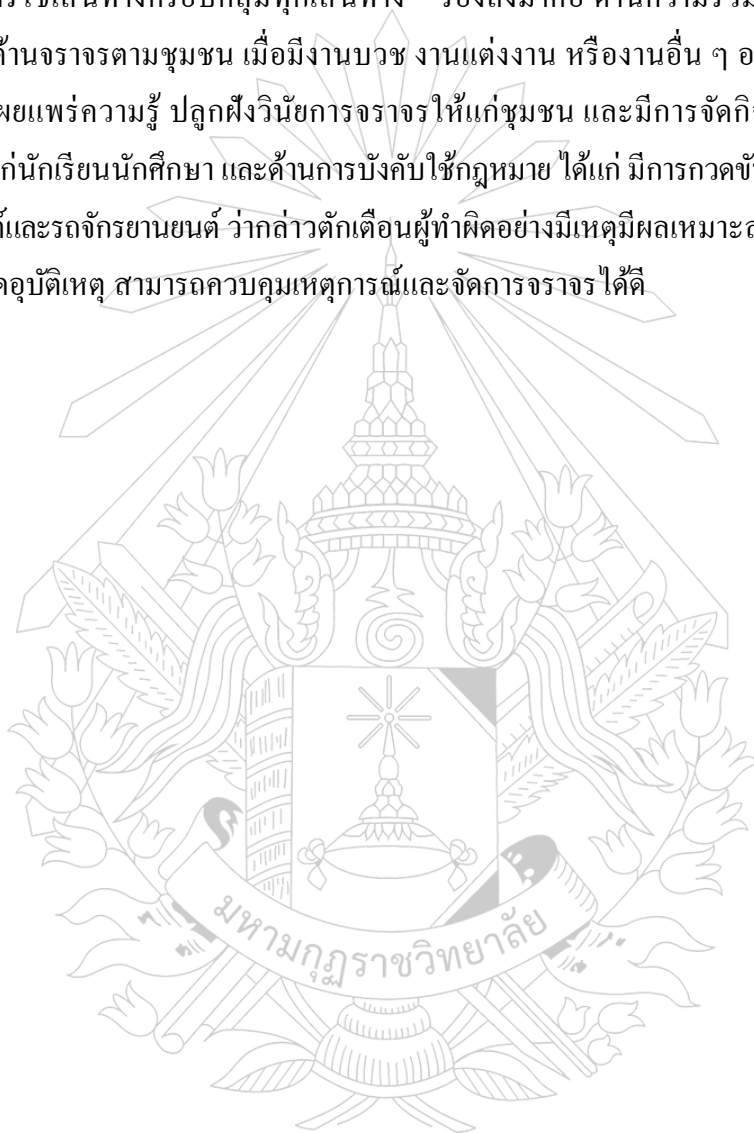 ด้านจราจรตามชุมชน เมื่อมีงานบวช งานแต่งงาน หรืองานอื่น ๆ
ผยแพร่ความรู้ ปลูกฝังวินัยการจราจรให้แก่ชุมชน และมีการจัด
ก่นักเรียนนักศึกษา และด้านการบังคับใช้กฎหมาย ได้แก่ มีการกวดขั
และรถจักรยานยนต์ ว่ากล่าวตักเตือนผู้ทำผิดอย่างมีเหตุมีผลเหมาะส
ดอุบัติเหตุ สามารถควบคุมเหตุการณ์และจัดการจราจรได้ดี
มหามกุฏราชวิทยาลัย